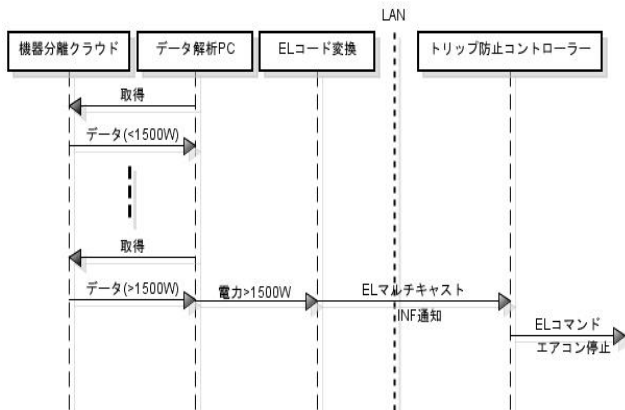 LAN
機器分離クラウド
データ解析PC
ELコード変換
トリップ防止コントローラー
取得
データ(<1500W)
取得
データ(>1500W)
電力>1500W
ELマルチキャスト
INF通知
ELコマンド
エアコン停止